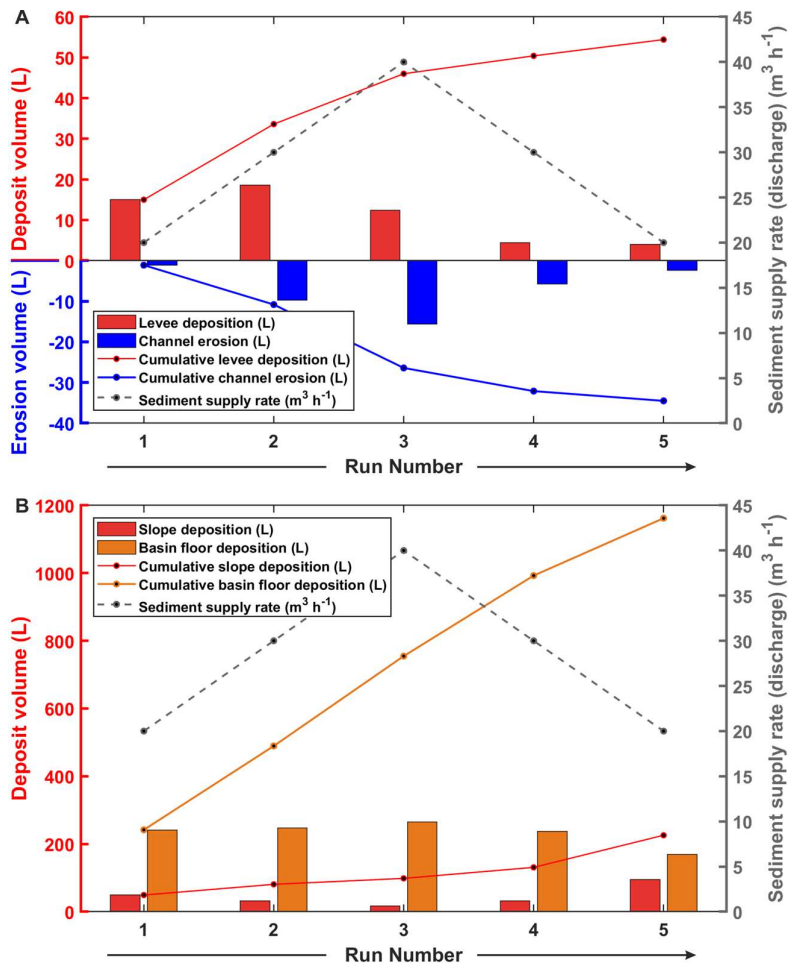 A
60
50
40
30
20
10
0
-10
-20
-30
-40
Deposit volume (L)
Erosion volume (L)
45
40
35
30
25
20
15
10
5
0
Sediment supply rate (discharge) (m³ h⁻¹)
Levee deposition (L)
Channel erosion (L)
Cumulative levee deposition (L)
Cumulative channel erosion (L)
Sediment supply rate (m³ h⁻¹)
1 2 3 4 5
Run Number
B
1200
1000
800
600
400
200
0
Deposit volume (L)
45
40
35
30
25
20
15
10
5
0
Sediment supply rate (discharge) (m³ h⁻¹)
Slope deposition (L)
Basin floor deposition (L)
Cumulative slope deposition (L)
Cumulative basin floor deposition (L)
Sediment supply rate (m³ h⁻¹)
1 2 3 4 5
Run Number